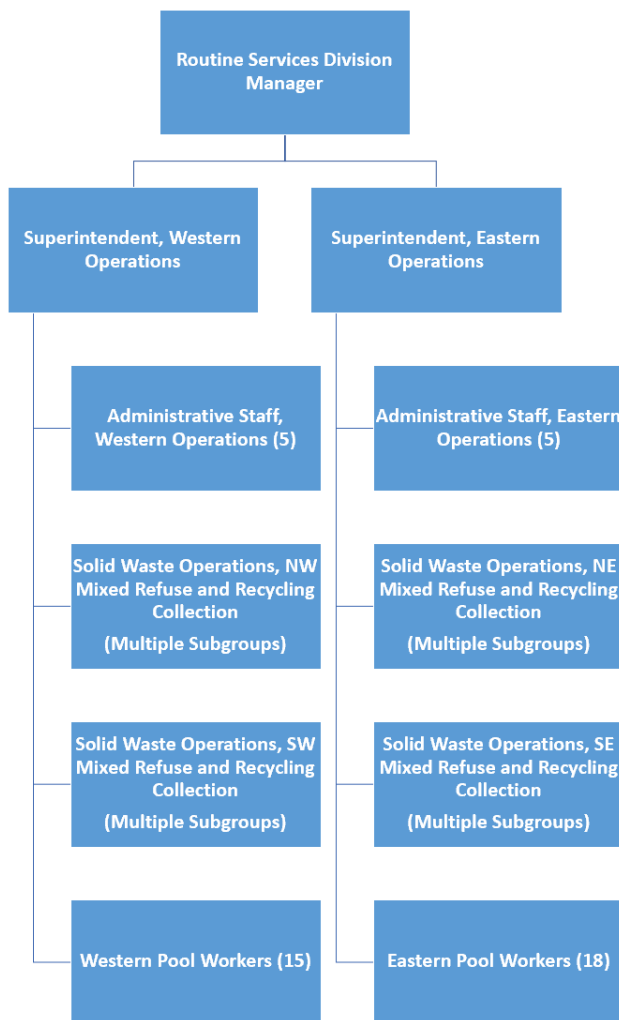 Routine Services Division
Manager
Superintendent, Western
Operations
Superintendent, Eastern
Operations
Administrative Staff,
Western Operations (5)
Administrative Staff, Eastern
Operations (5)
Solid Waste Operations, NW
Mixed Refuse and Recycling
Collection
(Multiple Subgroups)
Solid Waste Operations, NE
Mixed Refuse and Recycling
Collection
(Multiple Subgroups)
Solid Waste Operations, SW
Mixed Refuse and Recycling
Collection
(Multiple Subgroups)
Solid Waste Operations, SE
Mixed Refuse and Recycling
Collection
(Multiple Subgroups)
Western Pool Workers (15)
Eastern Pool Workers (18)